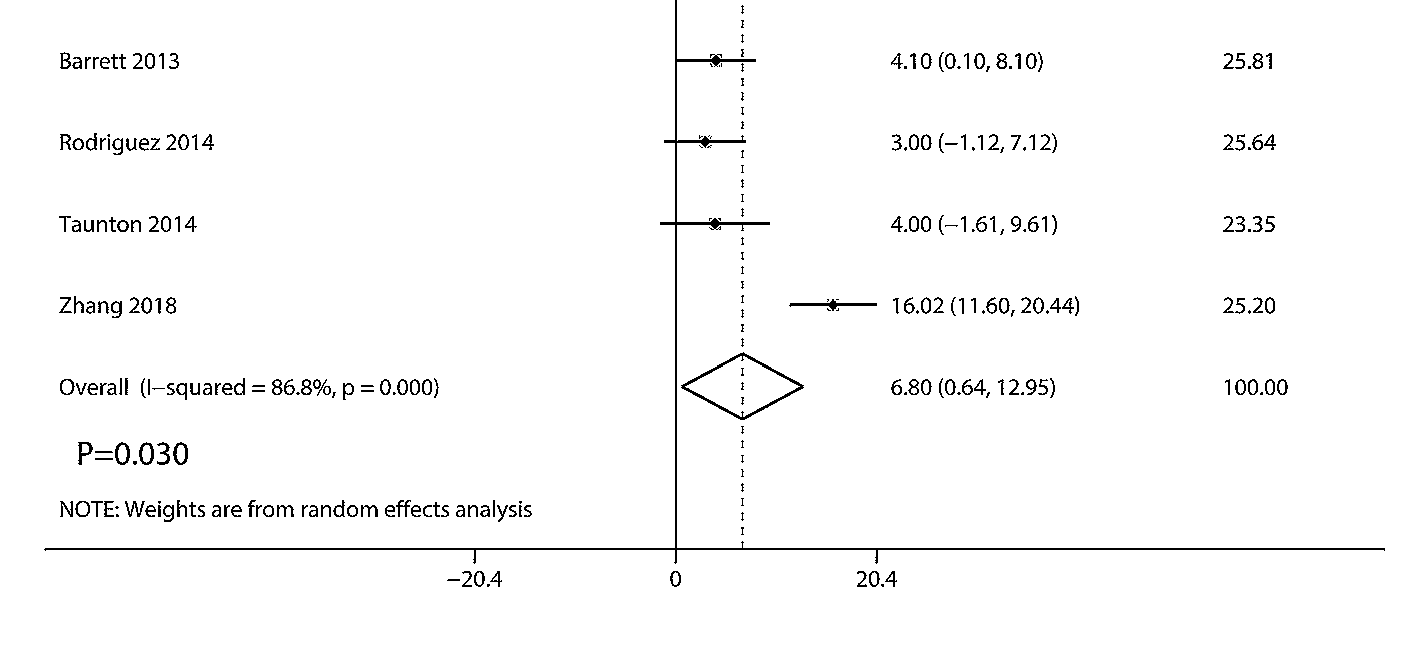 Barrett 2013 4.10 (0.10, 8.10) 25.81
Rodriguez 2014 3.00 (−1.12, 7.12) 25.64
Taunton 2014 4.00 (−1.61, 9.61) 23.35
Zhang 2018 16.02 (11.60, 20.44) 25.20
Overall (I−squared = 86.8%, p = 0.000) 6.80 (0.64, 12.95) 100.00
P=0.030
NOTE: Weights are from random effects analysis
−20.4 0 20.4